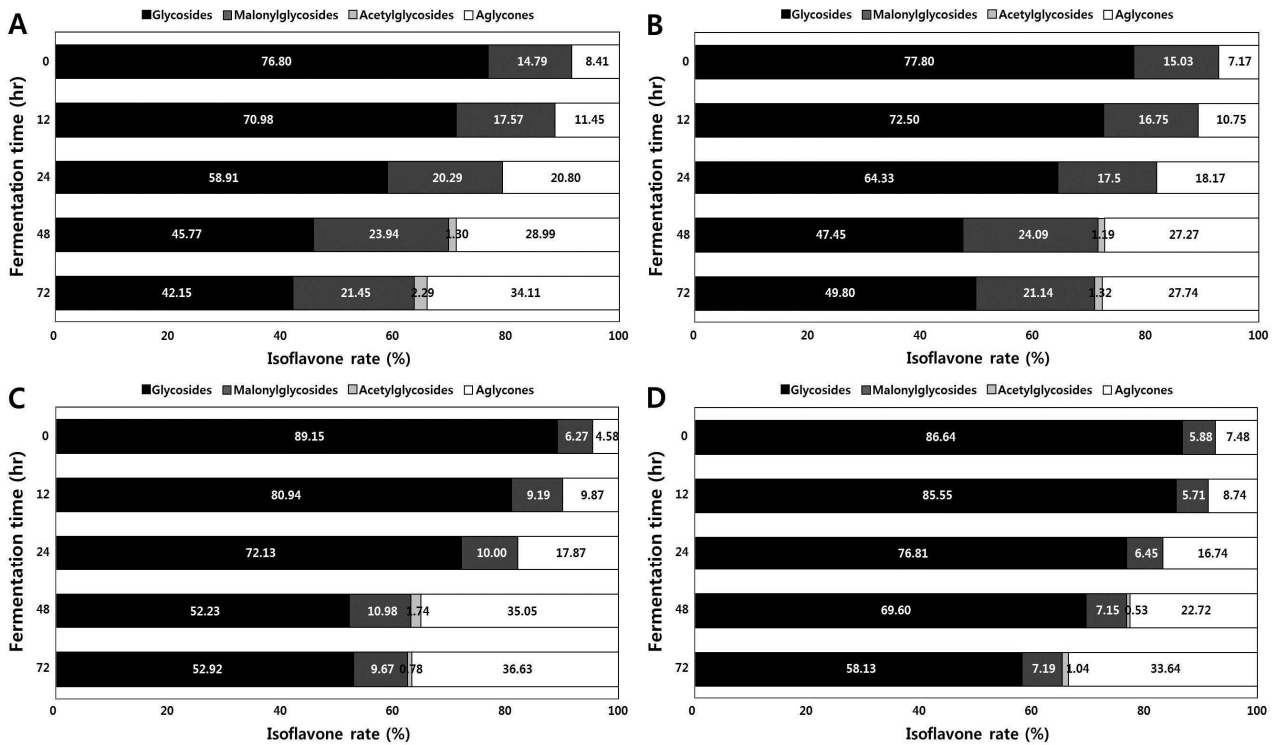 A
Glycosides Malonylglycosides Acetylglycosides Aglycones
Fermentation time (hr)
0 76.80 14.79 8.41
12 70.98 17.57 11.45
24 58.91 20.29 20.80
48 45.77 23.94 1.30 28.99
72 42.15 21.45 2.29 34.11
0 20 40 60 80 100
Isoflavone rate (%)
B
Glycosides Malonylglycosides Acetylglycosides Aglycones
Fermentation time (hr)
0 77.80 15.03 7.17
12 72.50 16.75 10.75
24 64.33 17.5 18.17
48 47.45 24.09 1.19 27.27
72 49.80 21.14 1.32 27.74
0 20 40 60 80 100
Isoflavone rate (%)
C
Glycosides Malonylglycosides Acetylglycosides Aglycones
Fermentation time (hr)
0 89.15 6.27 4.58
12 80.94 9.19 9.87
24 72.13 10.00 17.87
48 52.23 10.98 1.74 35.05
72 52.92 9.67 0.78 36.63
0 20 40 60 80 100
Isoflavone rate (%)
D
Glycosides Malonylglycosides Acetylglycosides Aglycones
Fermentation time (hr)
0 86.64 5.88 7.48
12 85.55 5.71 8.74
24 76.81 6.45 16.74
48 69.60 7.15 0.53 22.72
72 58.13 7.19 1.04 33.64
0 20 40 60 80 100
Isoflavone rate (%)